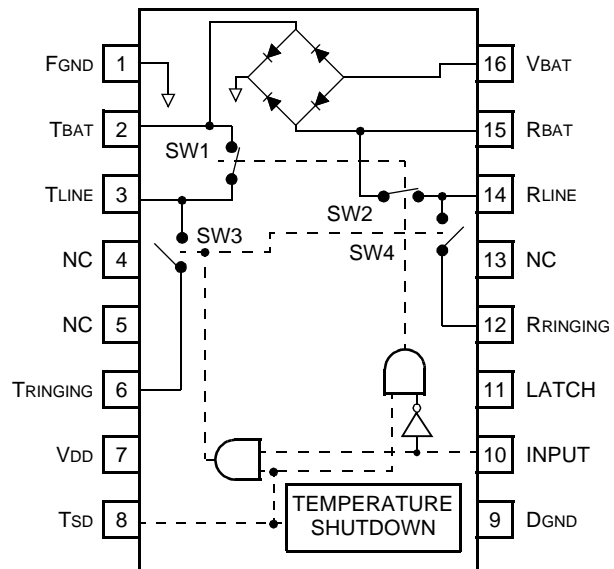 FGND 1
16 VBAT
TBAT 2
15 RBAT
SW1
TLINE 3
14 RLINE
SW2
SW3
NC 4
SW4
13 NC
NC 5
12 RRINGING
TRINGING 6
11 LATCH
VDD 7
10 INPUT
TSD 8
TEMPERATURE
SHUTDOWN
9 DGND